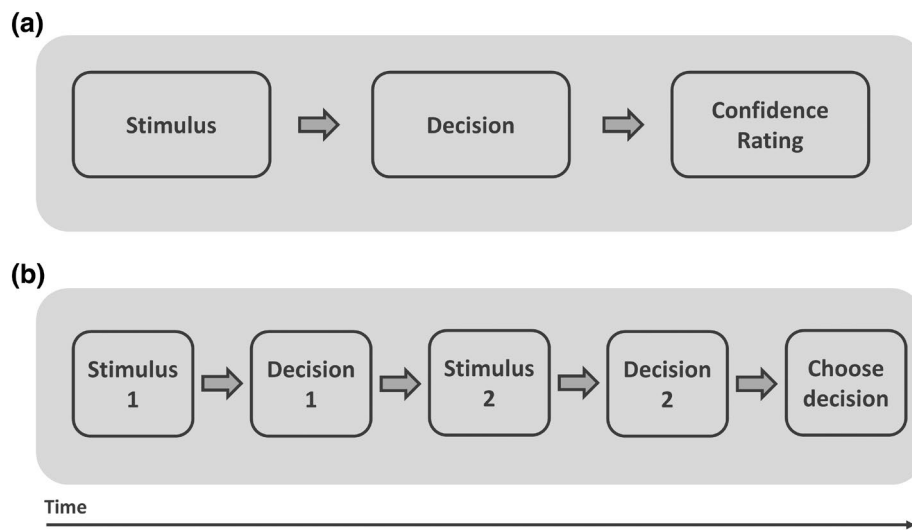 (a)
Stimulus
Decision
Confidence
Rating
(b)
Stimulus
1
Decision
1
Stimulus
2
Decision
2
Choose
decision
Time